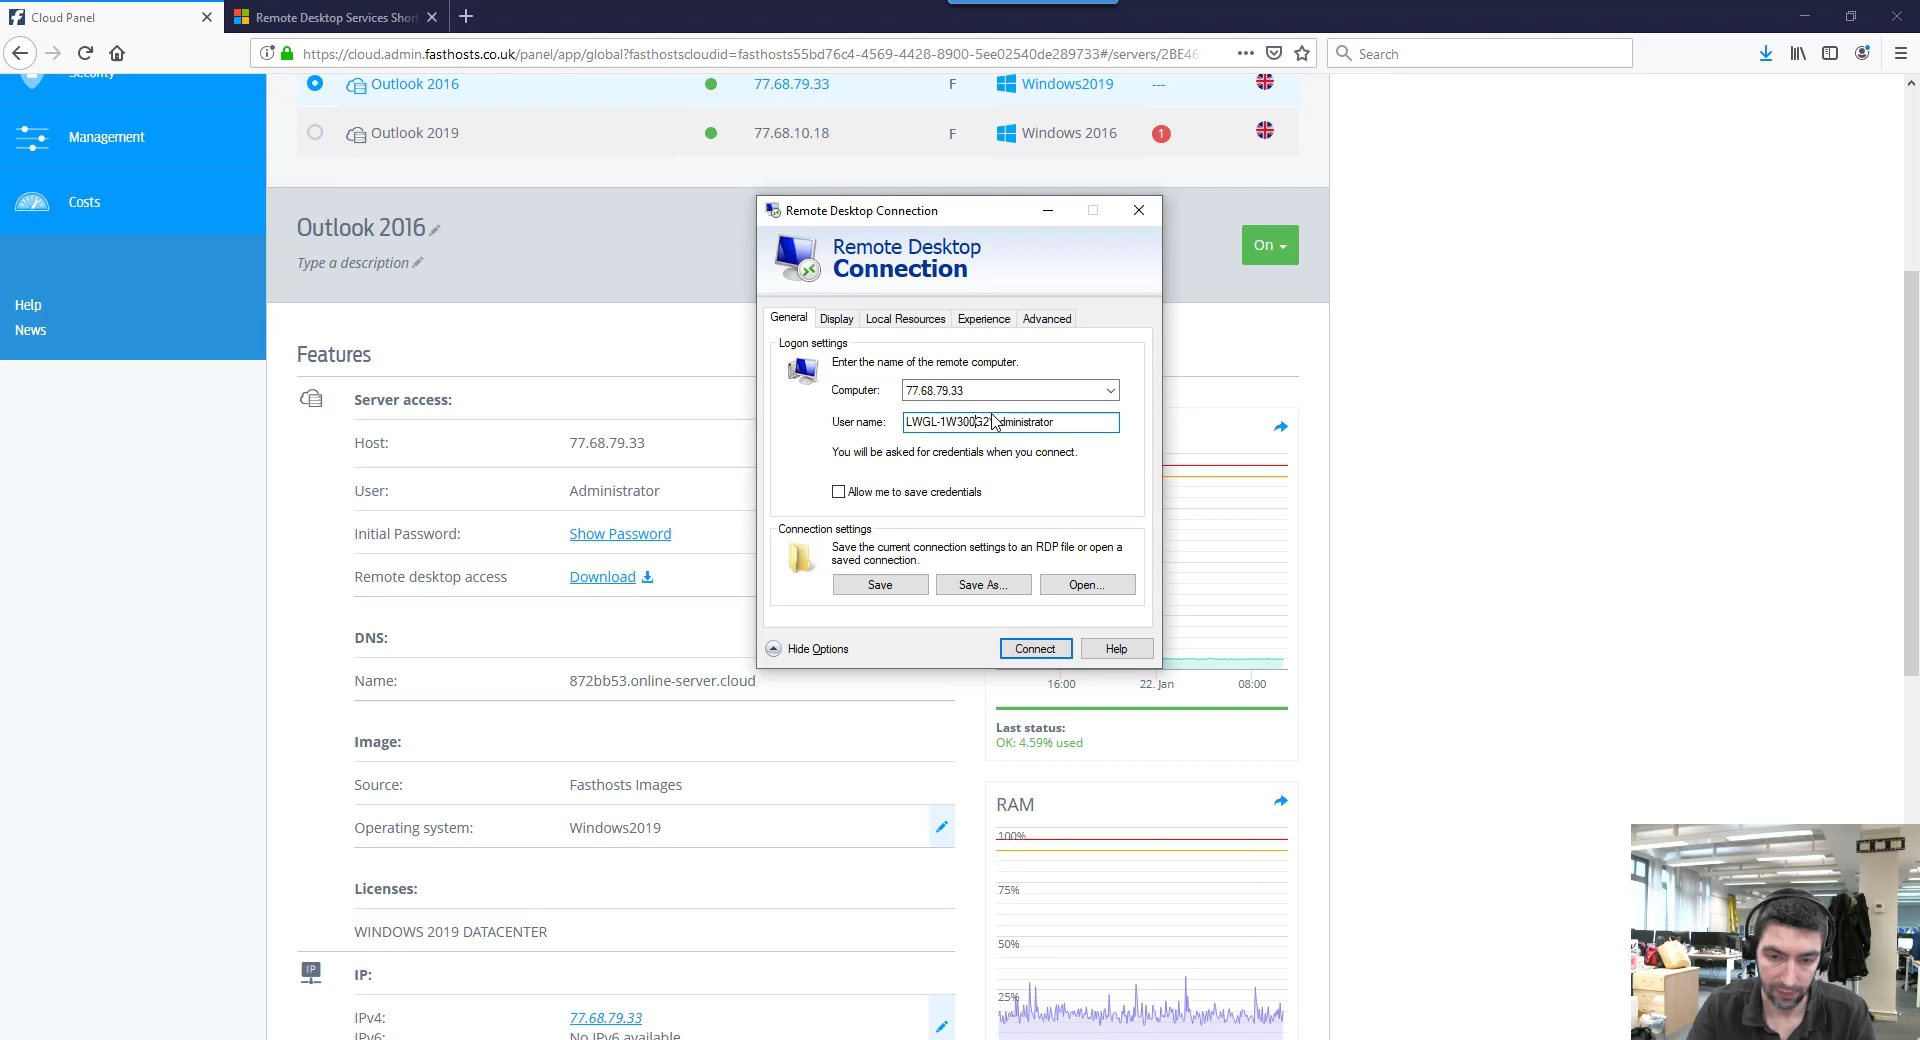 Cloud Panel
Remote Desktop Services Short
https://cloud.admin.fasthosts.co.uk/panel/app/global?fasthostscloudid=fasthosts55bd76c4-4569-4428-8900-5ee02540de289733#/servers/2BE46
Search
Security
Management
Costs
Help
News
Outlook 2016 77.68.79.33 F Windows2019 ---
Outlook 2019 77.68.10.18 F Windows 2016 1
Outlook 2016
Type a description
On
Features
Server access:
Host: 77.68.79.33
User: Administrator
Initial Password: Show Password
Remote desktop access Download
DNS:
Name: 872bb53.online-server.cloud
Image:
Source: Fasthosts Images
Operating system: Windows2019
Licenses:
WINDOWS 2019 DATACENTER
IP:
IPv4: 77.68.79.33
IPv6: No IPv6 available
Remote Desktop Connection
Remote Desktop
Connection
General Display Local Resources Experience Advanced
Logon settings
Enter the name of the remote computer.
Computer: 77.68.79.33
User name:
You will be asked for credentials when you connect.
Allow me to save credentials
Connection settings
Save the current connection settings to an RDP file or open a
saved connection.
Save Save As... Open...
Hide Options Connect Help
16:00 22. Jan 08:00
Last status:
OK: 4.59% used
RAM
100%
75%
50%
25%